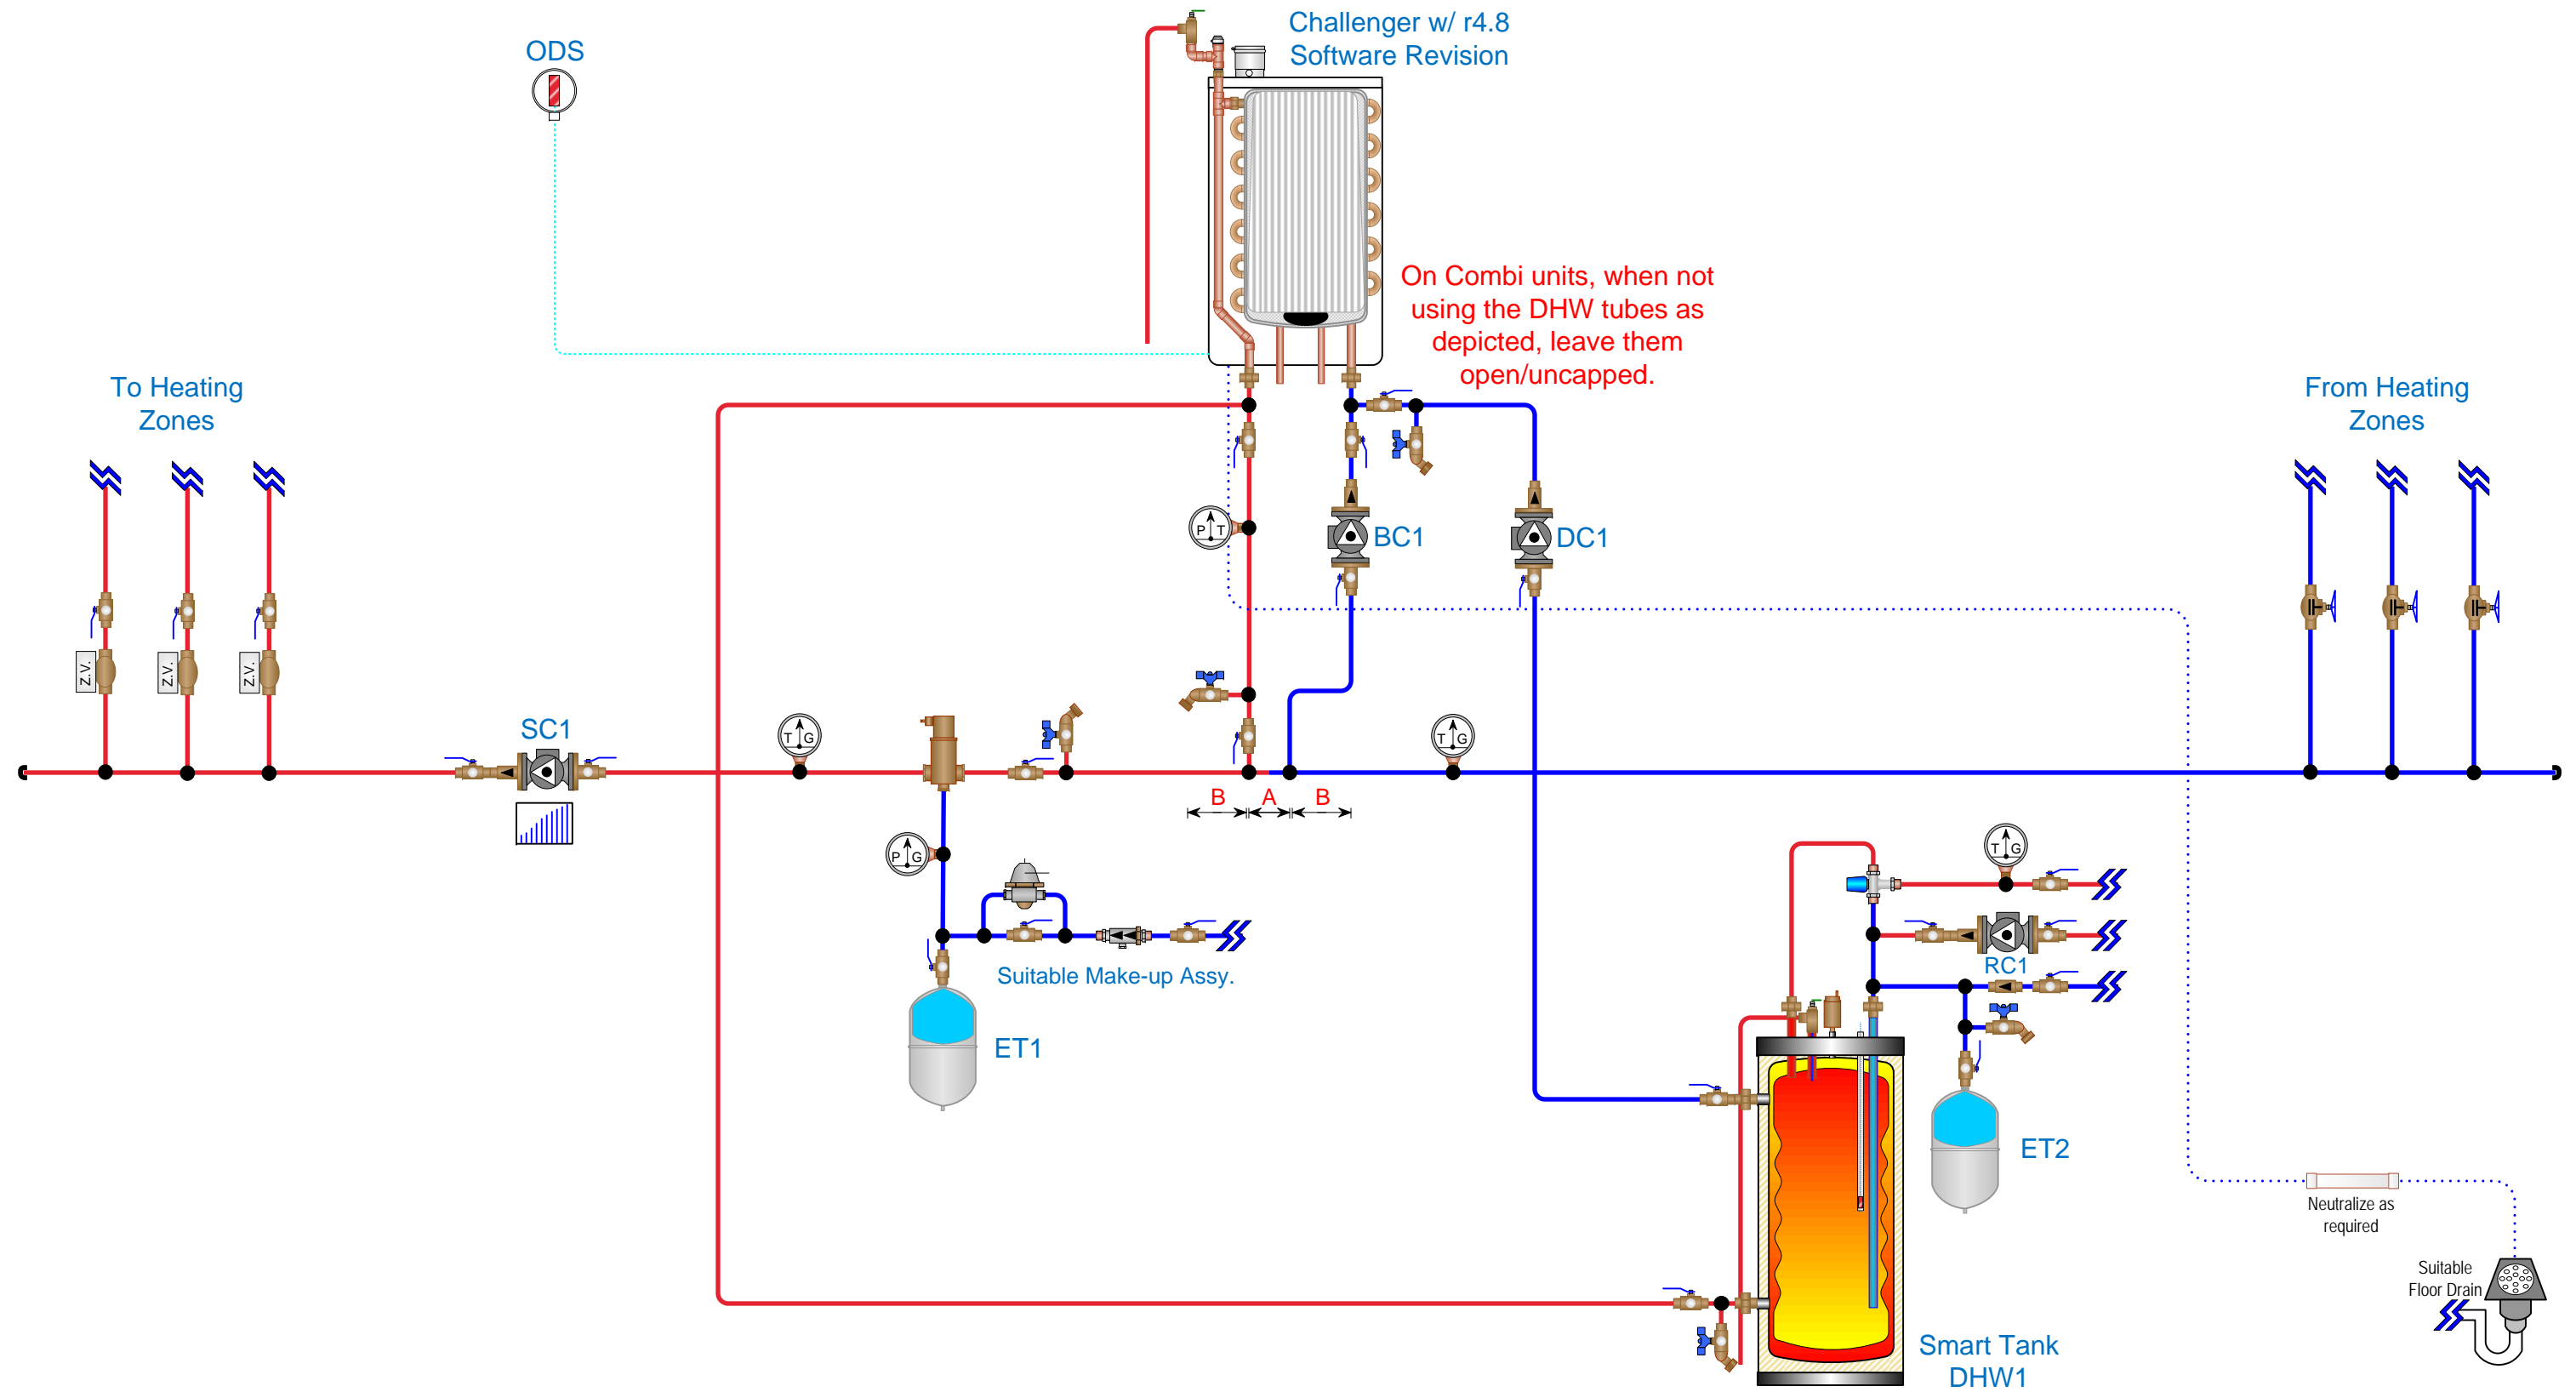 Challenger w/ r4.8
Software Revision
ODS
On Combi units, when not
using the DHW tubes as
depicted, leave them
open/uncapped.
To Heating
Zones
From Heating
Zones
P T
BC1
DC1
Z.V.
Z.V.
Z.V.
SC1
T G
T G
B
A
B
P G
T G
Suitable Make-up Assy.
RC1
ET1
ET2
Neutralize as
required
Suitable
Floor Drain
Smart Tank
DHW1